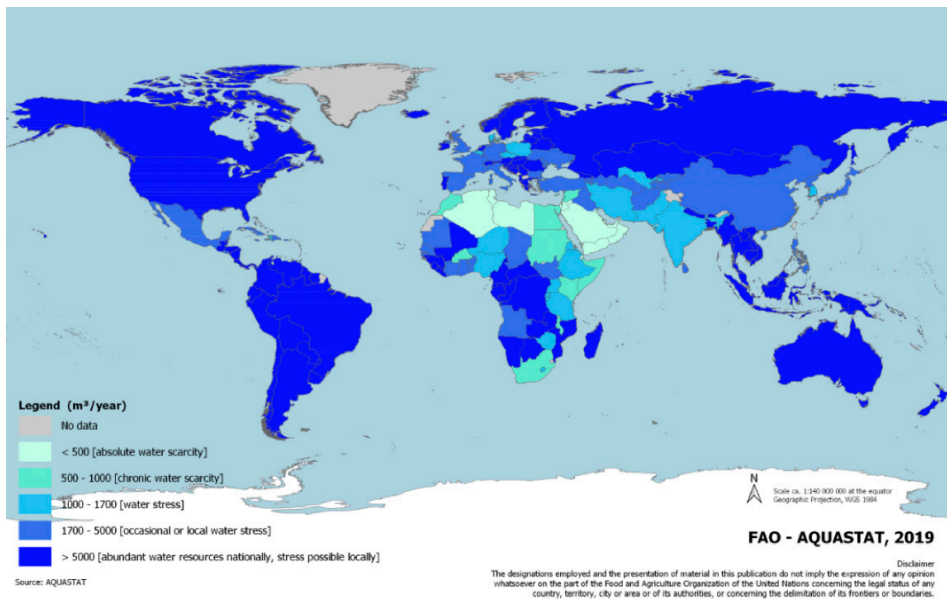 Legend (m³/year)
No data
< 500 [absolute water scarcity]
500 - 1000 [chronic water scarcity]
1000 - 1700 [water stress]
1700 - 5000 [occasional or local water stress]
> 5000 [abundant water resources nationally, stress possible locally]
Source: AQUASTAT
N
Scale ca. 1:140 000 000 at the equator
Geographic Projection, WGS 1984
FAO - AQUASTAT, 2019
Disclaimer
The designations employed and the presentation of material in this publication do not imply the expression of any opinion
whatsoever on the part of the Food and Agriculture Organization of the United Nations concerning the legal status of any
country, territory, city or area or of its authorities, or concerning the delimitation of its frontiers or boundaries.